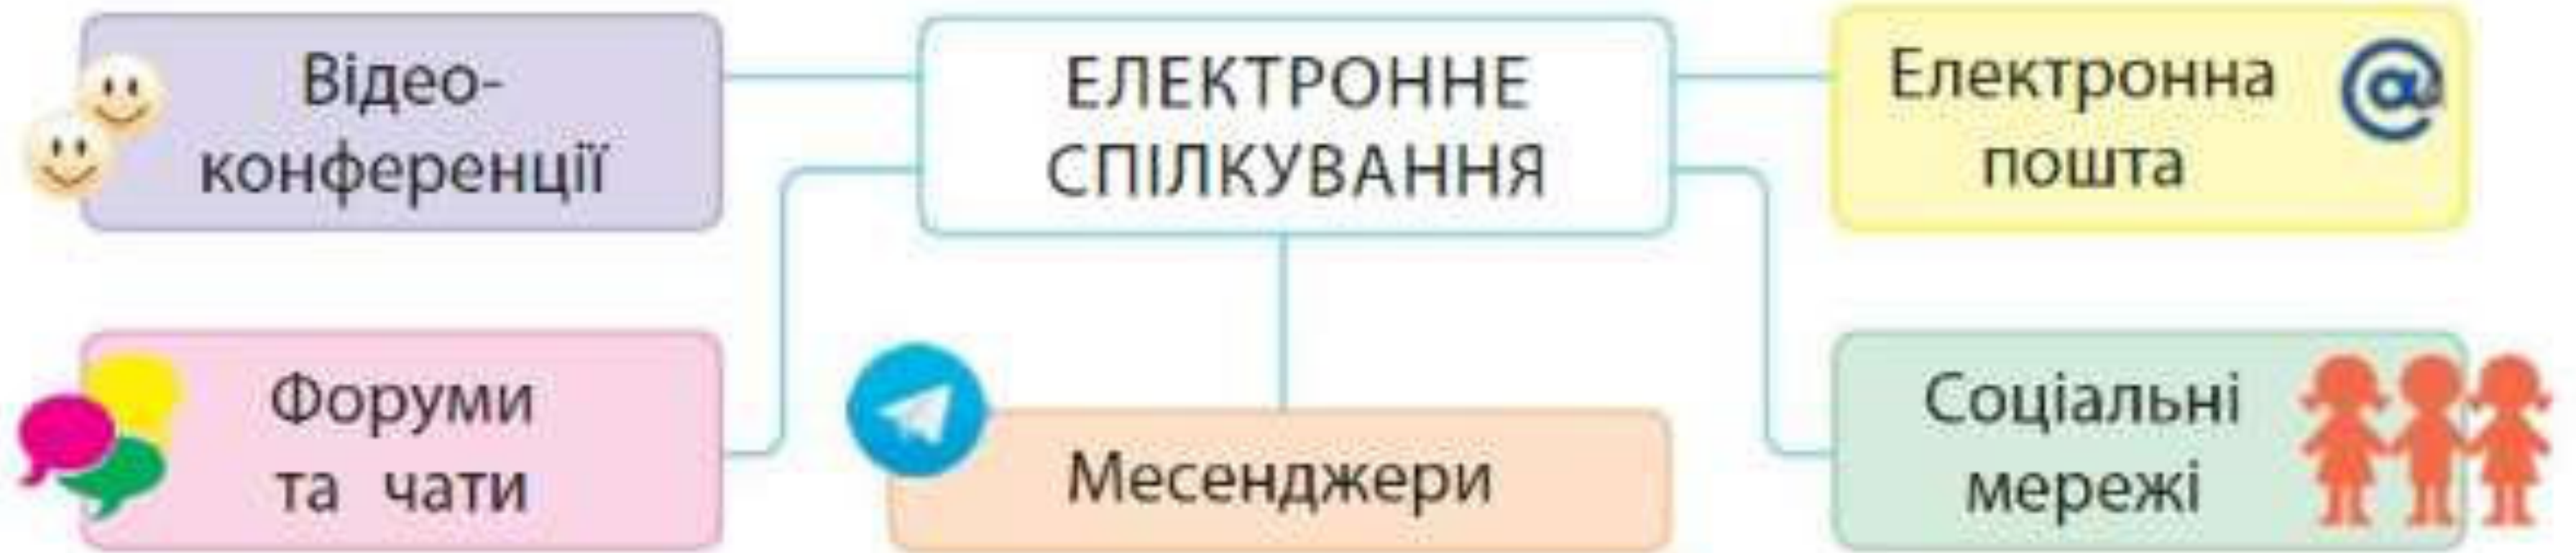 Відео-
конференції
ЕЛЕКТРОННЕ
СПІЛКУВАННЯ
Електронна
пошта
@
Форуми
та чати
Месенджери
Соціальні
мережі